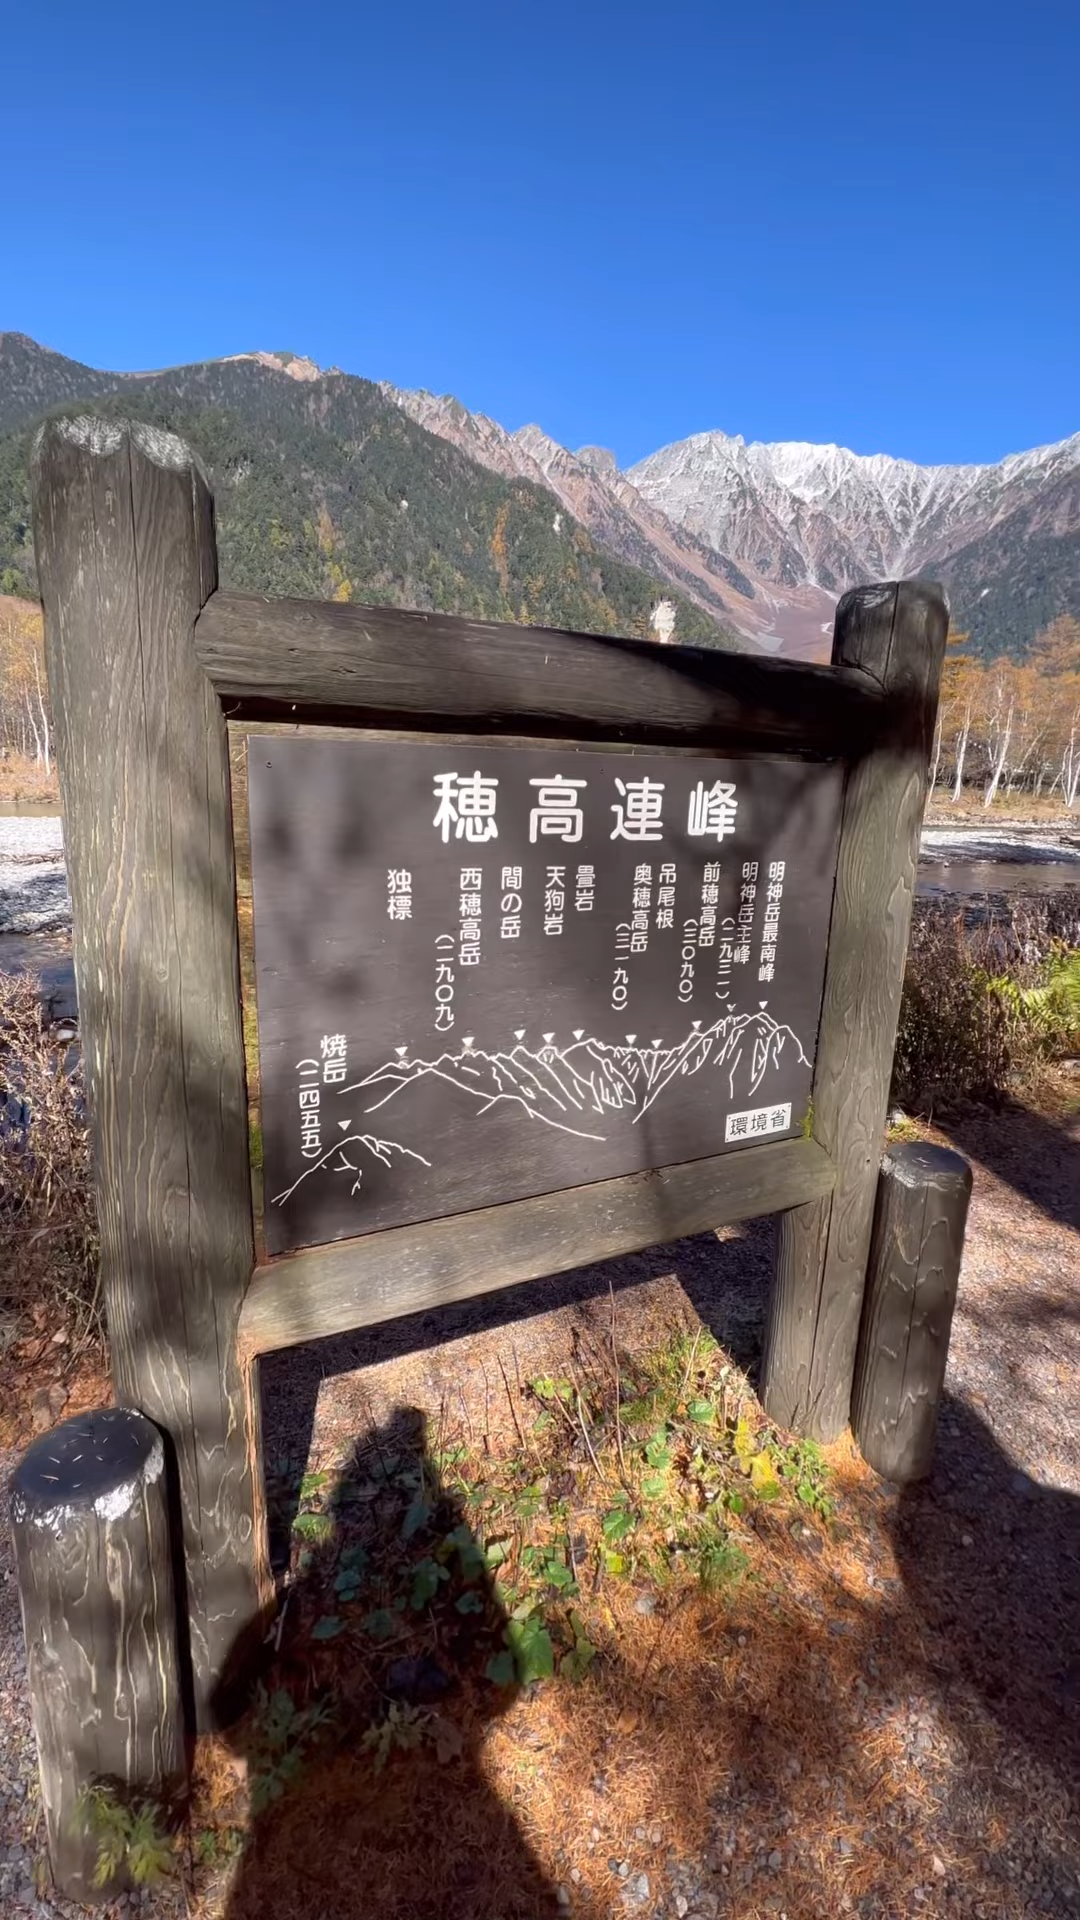 穂高連峰
明神岳最南峰
明神岳主峰
(二九三一)
前穂高岳
(三〇九〇)
吊尾根
奥穂高岳
(三一九〇)
畳岩
天狗岩
間の岳
西穂高岳
(二九〇九)
独標
焼岳
(二四五五)
環境省